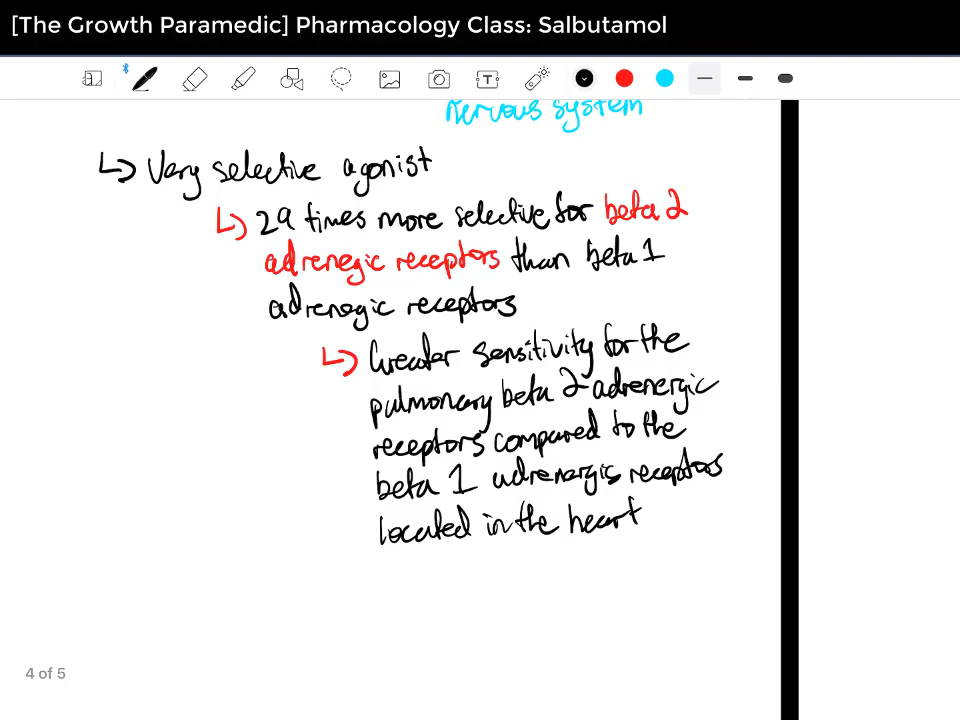 [The Growth Paramedic] Pharmacology Class: Salbutamol
nervous system
↳ Very selective agonist
↳ 29 times more selective for beta 2
adrenegic receptors than beta 1
adrenegic receptors
↳ Greater sensitivity for the
pulmonary beta 2 adrenergic
receptors compared to the
beta 1 adrenergic receptors
located in the heart
4 of 5